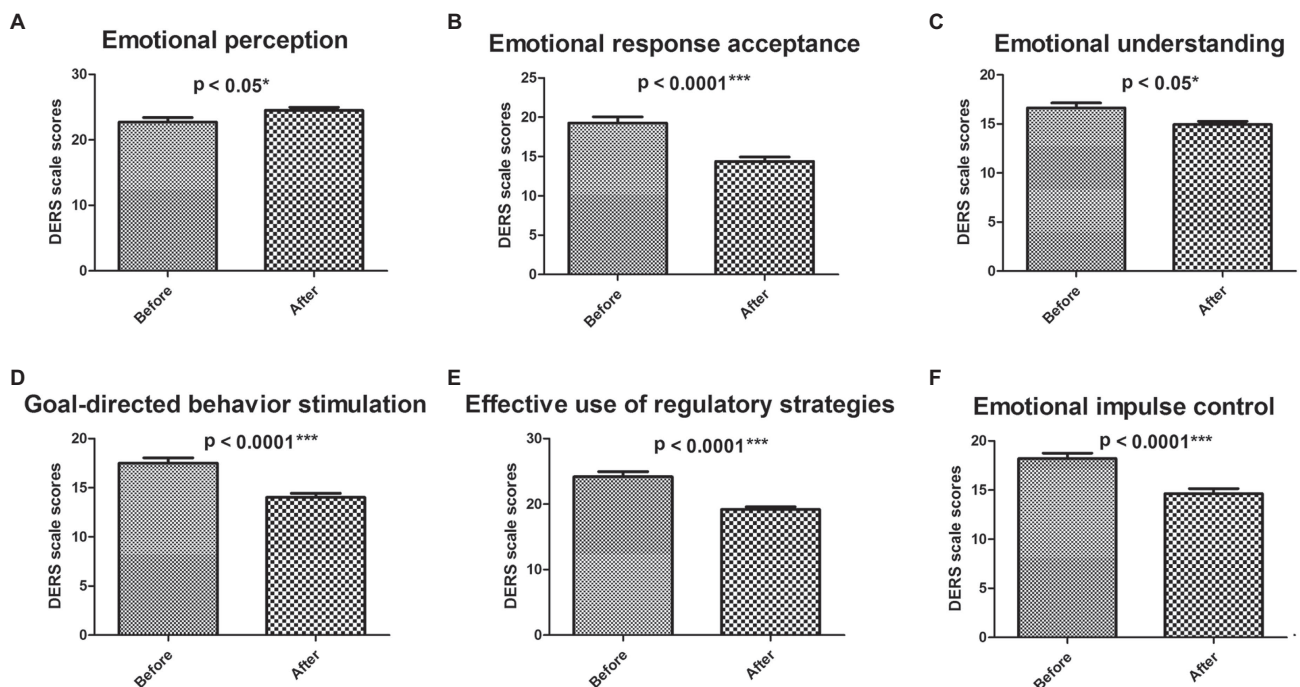 A
Emotional perception
p < 0.05*
DERS scale scores
30
20
10
0
Before
After
B
Emotional response acceptance
p < 0.0001***
DERS scale scores
25
20
15
10
5
0
Before
After
C
Emotional understanding
p < 0.05*
DERS scale scores
20
15
10
5
0
Before
After
D
Goal-directed behavior stimulation
p < 0.0001***
DERS scale scores
20
15
10
5
0
Before
After
E
Effective use of regulatory strategies
p < 0.0001***
DERS scale scores
30
20
10
0
Before
After
F
Emotional impulse control
p < 0.0001***
DERS scale scores
20
15
10
5
0
Before
After